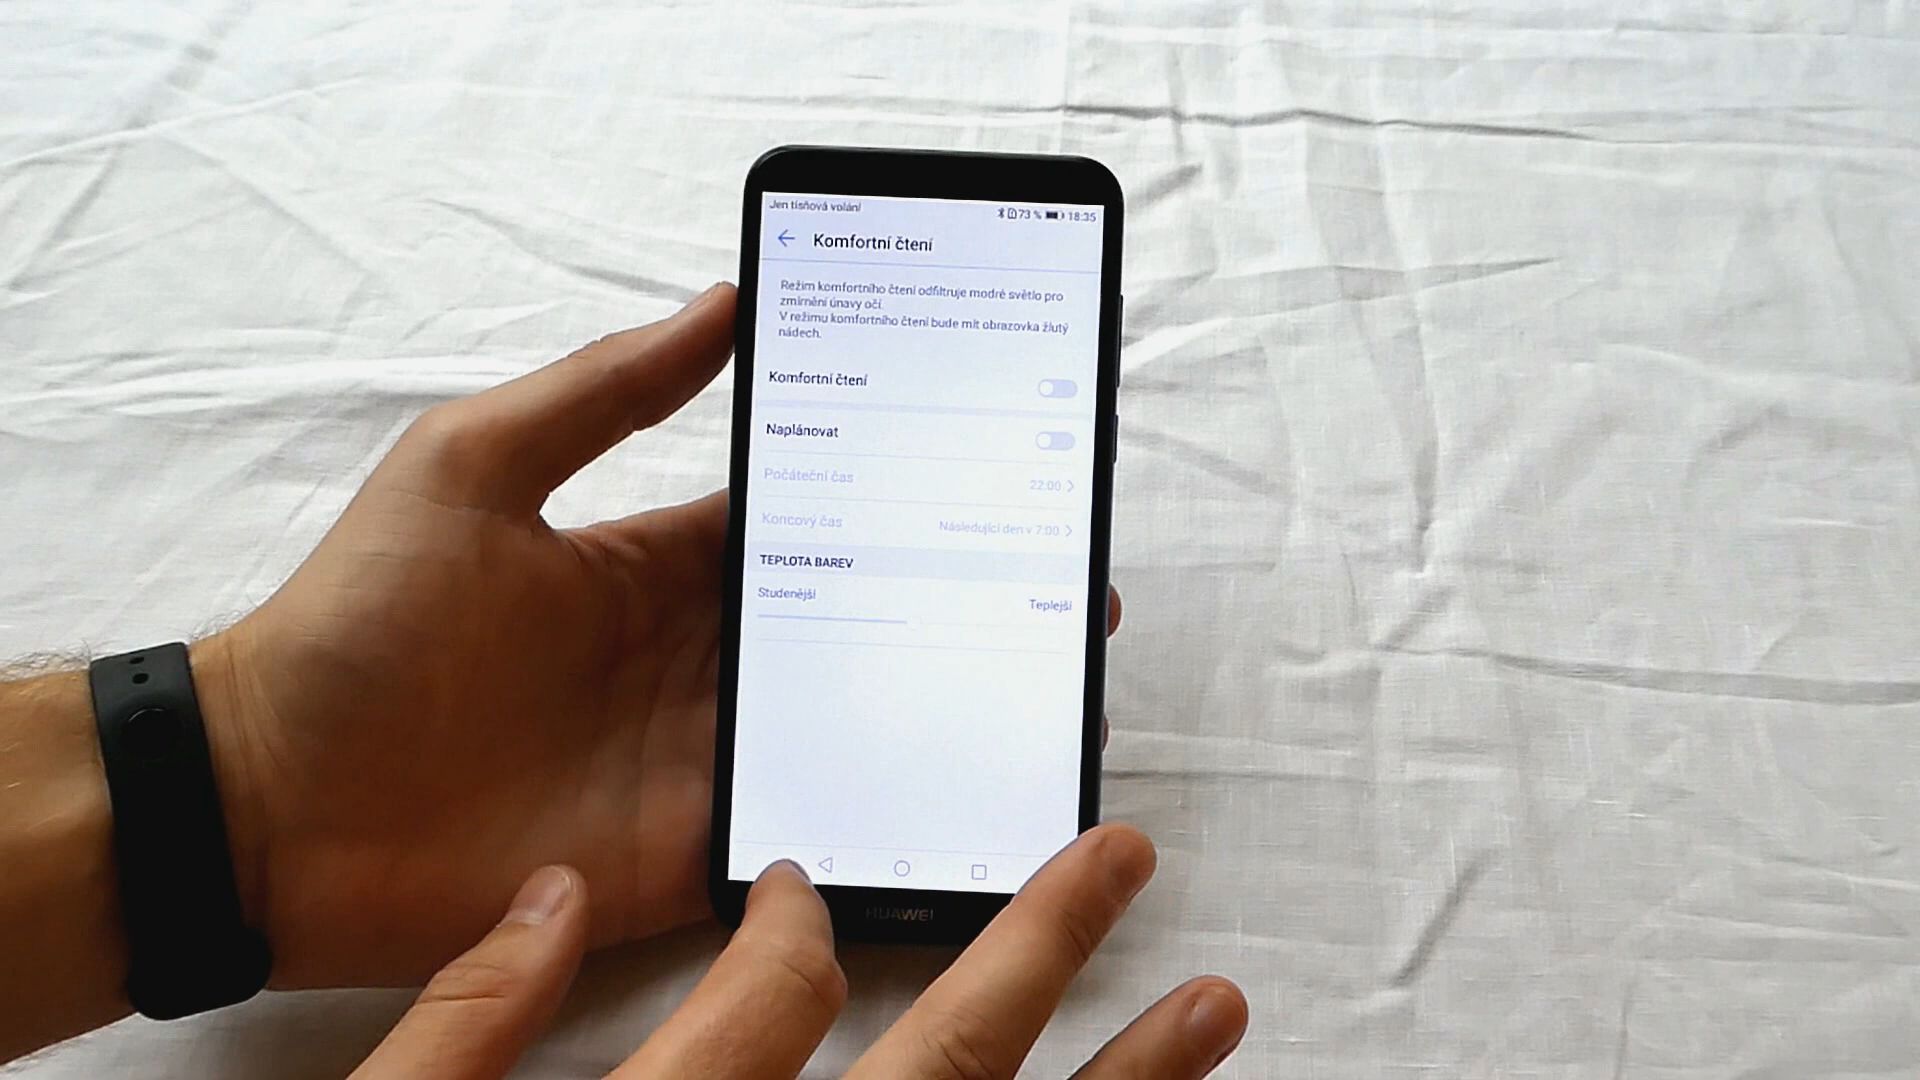 Jen tísňová volání
73 % 18:35
Komfortní čtení
Režim komfortního čtení odfiltruje modré světlo pro
zmírnění únavy očí.
V režimu komfortního čtení bude mít obrazovka žlutý
nádech.
Komfortní čtení
Naplánovat
Počáteční čas 22:00
Koncový čas Následující den v 7:00
TEPLOTA BAREV
Studenější Teplejší
HUAWEI